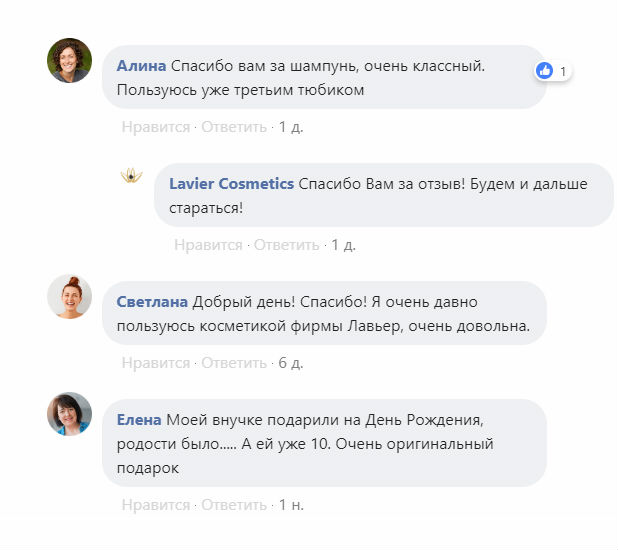 Алина Спасибо вам за шампунь, очень классный.
Пользуюсь уже третьим тюбиком
1
Нравится · Ответить · 1 д.
Lavier Cosmetics Спасибо Вам за отзыв! Будем и дальше
стараться!
Нравится · Ответить · 1 д.
Светлана Добрый день! Спасибо! Я очень давно
пользуюсь косметикой фирмы Лавьер, очень довольна.
Нравится · Ответить · 6 д.
Елена Моей внучке подарили на День Рождения,
родости было..... А ей уже 10. Очень оригинальный
подарок
Нравится · Ответить · 1 н.